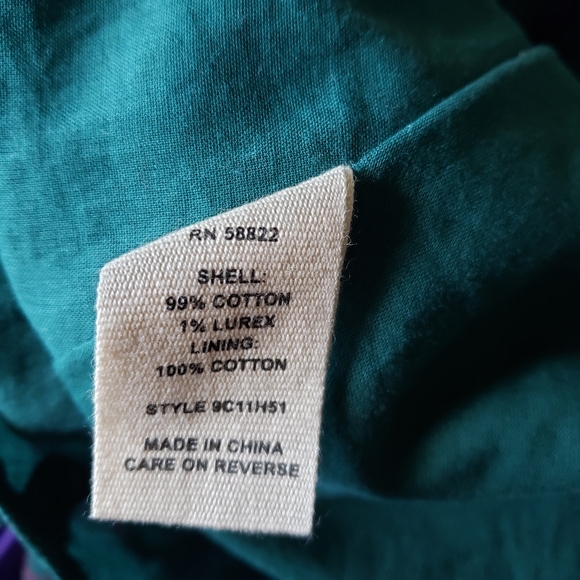 RN 58822
SHELL:
99% COTTON
1% LUREX
LINING:
100% COTTON
STYLE 9C11H51
MADE IN CHINA
CARE ON REVERSE